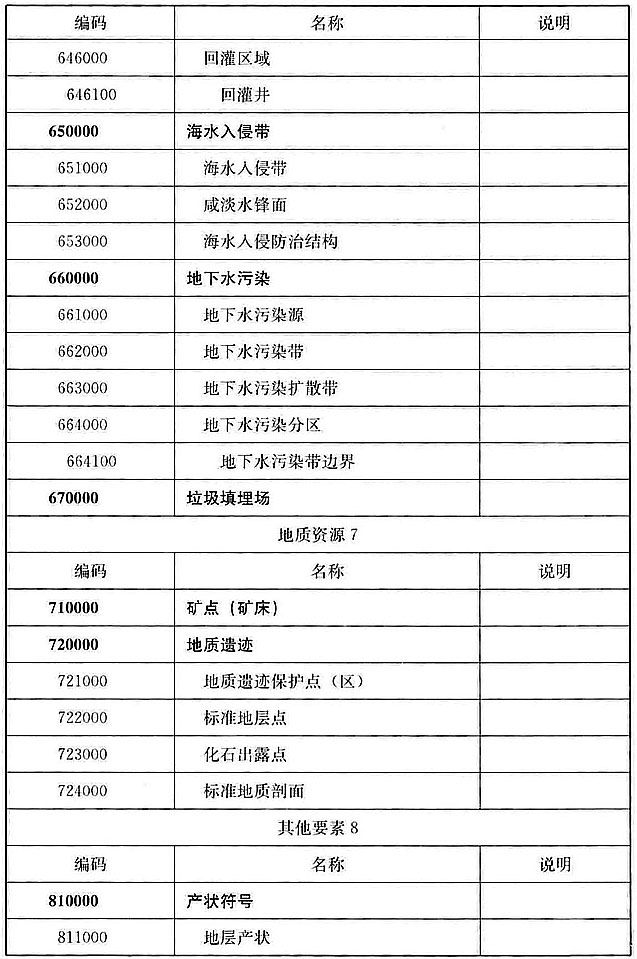 编码 名称 说明
646000 回灌区域
646100 回灌井
650000 海水入侵带
651000 海水入侵带
652000 咸淡水锋面
653000 海水入侵防治结构
660000 地下水污染
661000 地下水污染源
662000 地下水污染带
663000 地下水污染扩散带
664000 地下水污染分区
664100 地下水污染带边界
670000 垃圾填埋场
地质资源 7
编码 名称 说明
710000 矿点（矿床）
720000 地质遗迹
721000 地质遗迹保护点（区）
722000 标准地层点
723000 化石出露点
724000 标准地质剖面
其他要素 8
编码 名称 说明
810000 产状符号
811000 地层产状